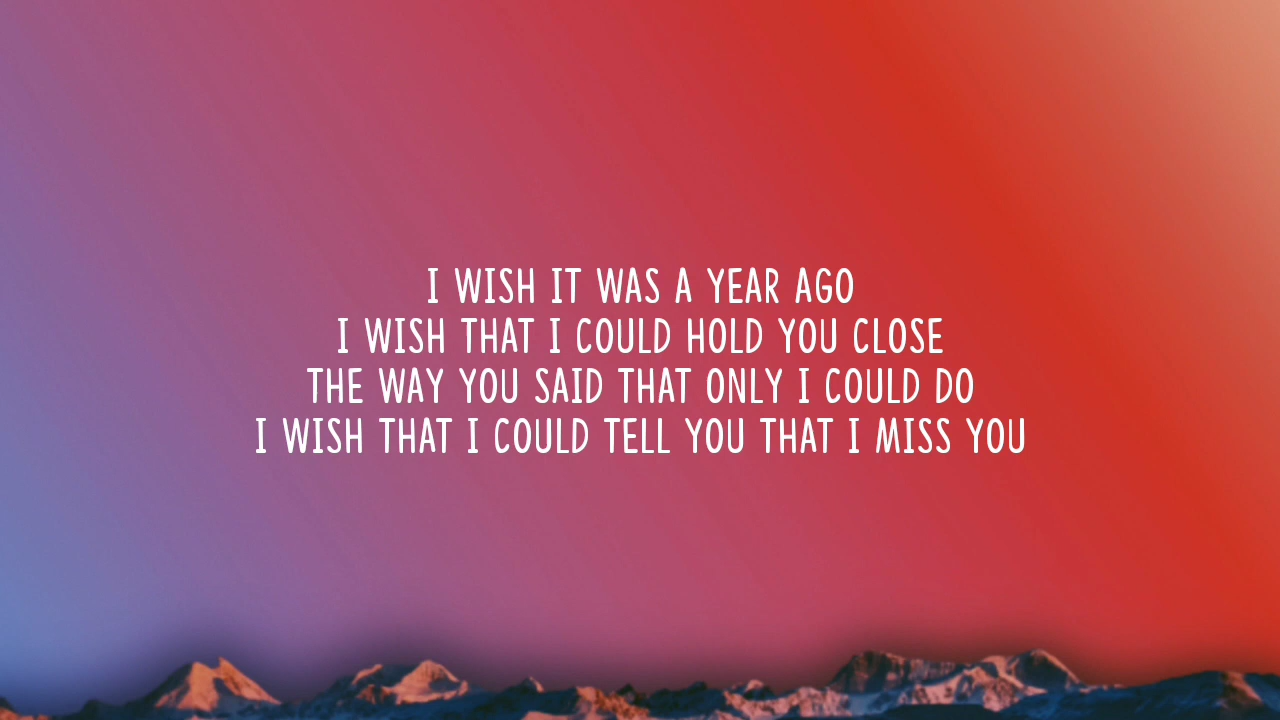 I WISH IT WAS A YEAR AGO
I WISH THAT I COULD HOLD YOU CLOSE
THE WAY YOU SAID THAT ONLY I COULD DO
I WISH THAT I COULD TELL YOU THAT I MISS YOU